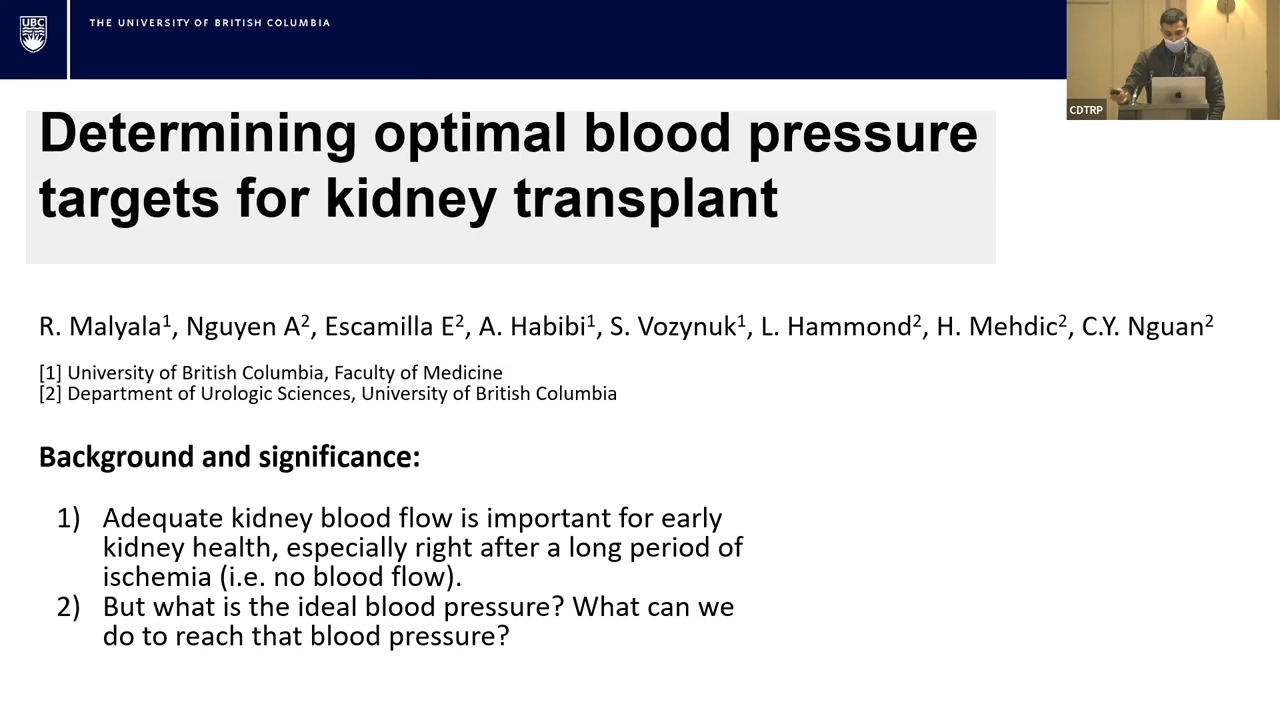 UBC
THE UNIVERSITY OF BRITISH COLUMBIA
CDTRP
Determining optimal blood pressure
targets for kidney transplant
R. Malyala¹, Nguyen A², Escamilla E², A. Habibi¹, S. Vozynuk¹, L. Hammond², H. Mehdic², C.Y. Nguan²
[1] University of British Columbia, Faculty of Medicine
[2] Department of Urologic Sciences, University of British Columbia
Background and significance:
1) Adequate kidney blood flow is important for early
kidney health, especially right after a long period of
ischemia (i.e. no blood flow).
2) But what is the ideal blood pressure? What can we
do to reach that blood pressure?